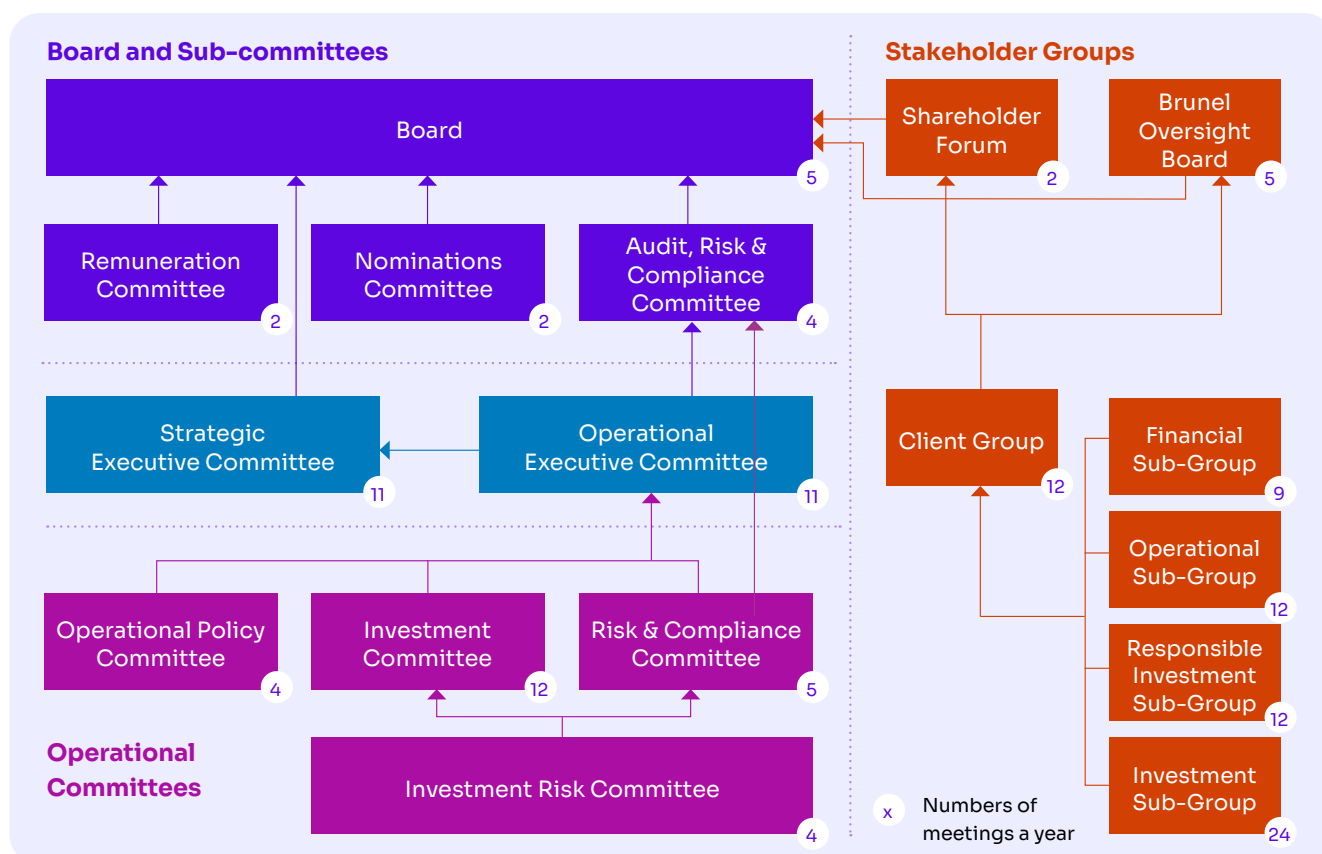 Board and Sub-committees
Board
5
Remuneration
Committee
2
Nominations
Committee
2
Audit, Risk &
Compliance
Committee
4
Strategic
Executive Committee
11
Operational
Executive Committee
11
Operational Policy
Committee
4
Investment
Committee
12
Risk & Compliance
Committee
5
Operational
Committees
Investment Risk Committee
4
Stakeholder Groups
Shareholder
Forum
2
Brunel
Oversight
Board
5
Client Group
12
Financial
Sub-Group
9
Operational
Sub-Group
12
Responsible
Investment
Sub-Group
12
Investment
Sub-Group
24
x
Numbers of
meetings a year